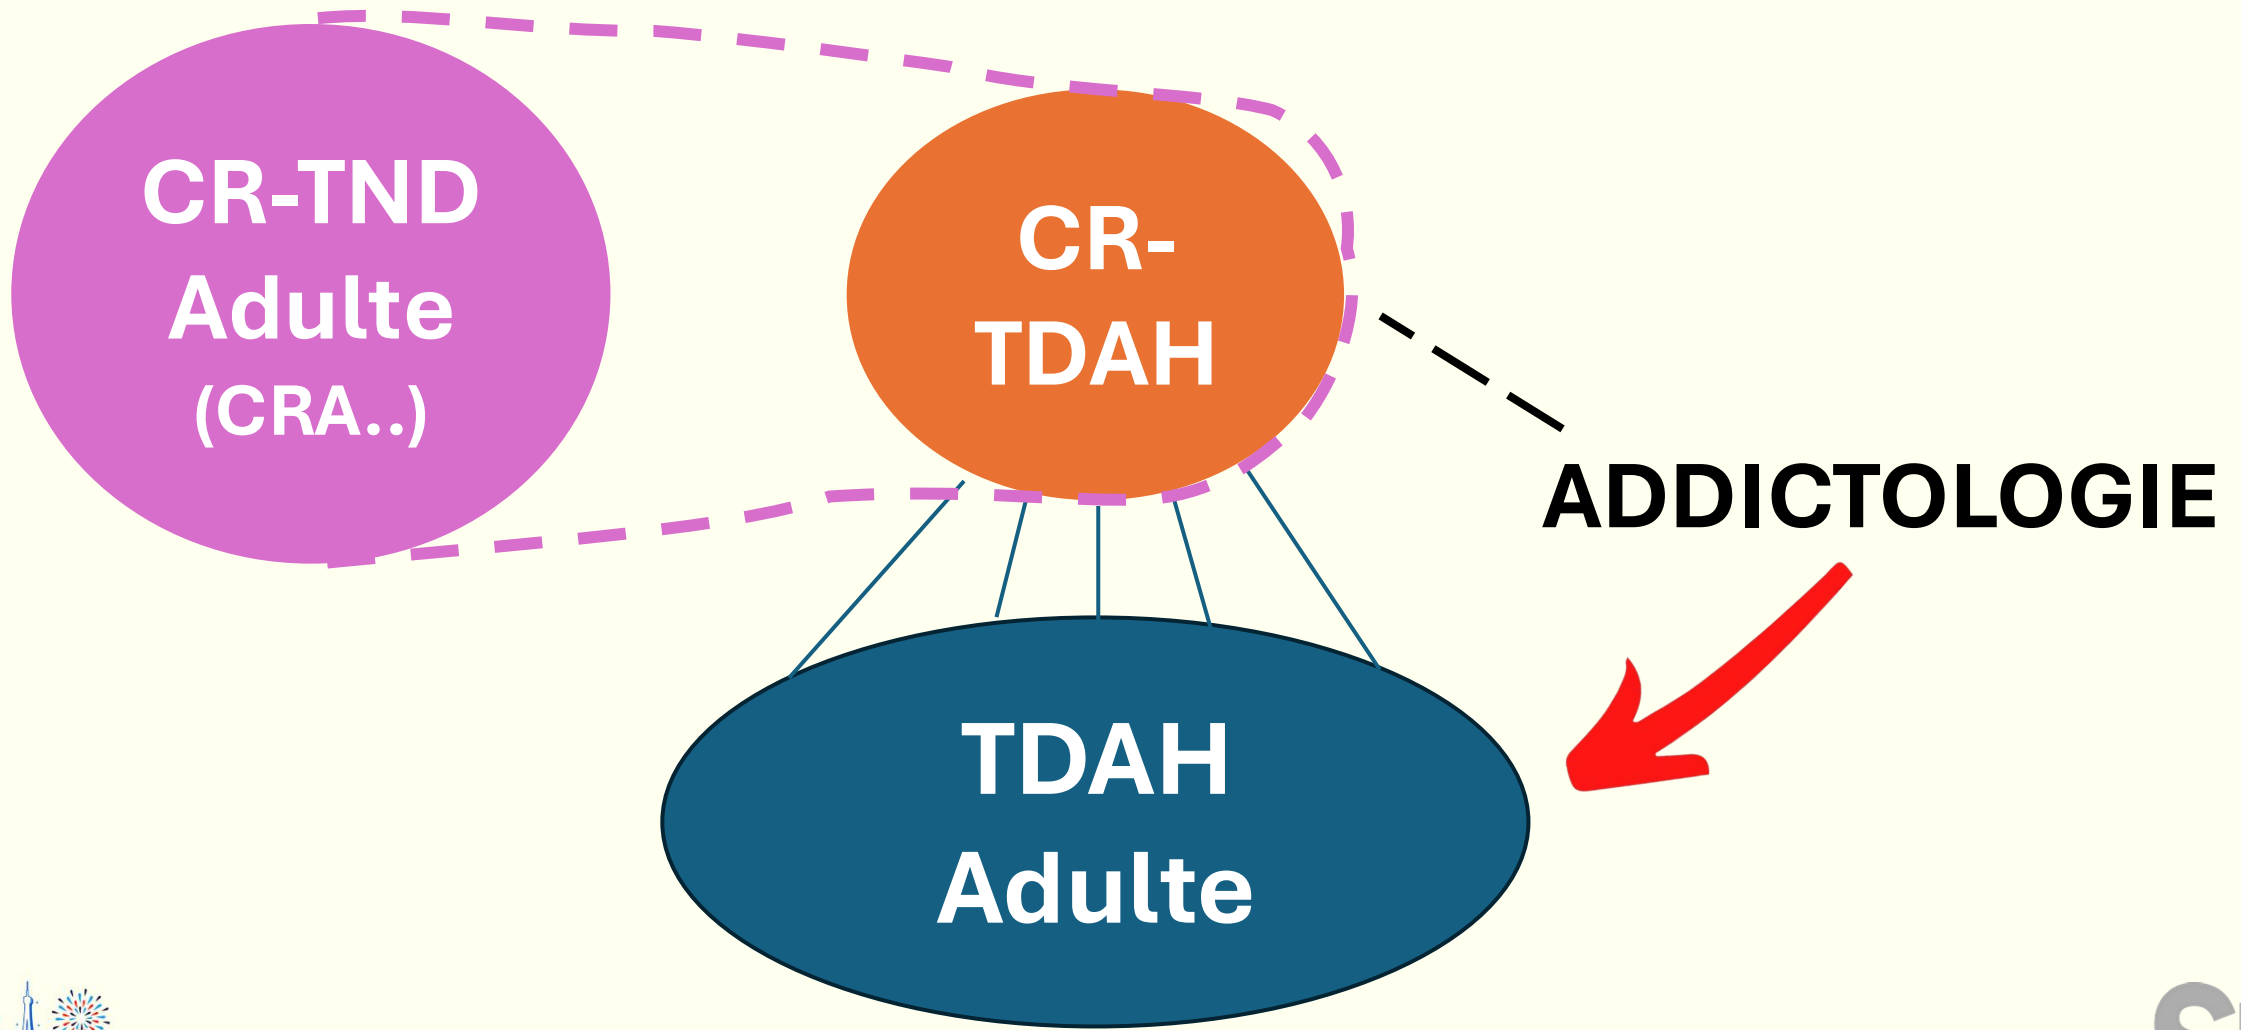 CR-TND
Adulte
(CRA..)
CR-
TDAH
ADDICTOLOGIE
TDAH
Adulte